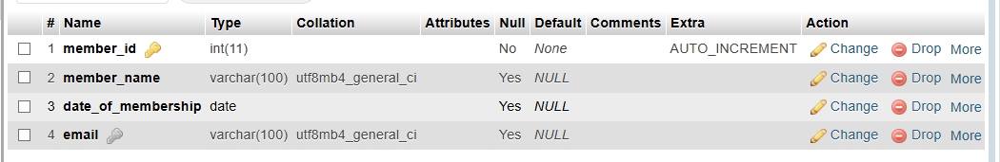 # Name Type Collation Attributes Null Default Comments Extra Action
1 member_id int(11) No None AUTO_INCREMENT Change Drop More
2 member_name varchar(100) utf8mb4_general_ci Yes NULL Change Drop More
3 date_of_membership date Yes NULL Change Drop More
4 email varchar(100) utf8mb4_general_ci Yes NULL Change Drop More